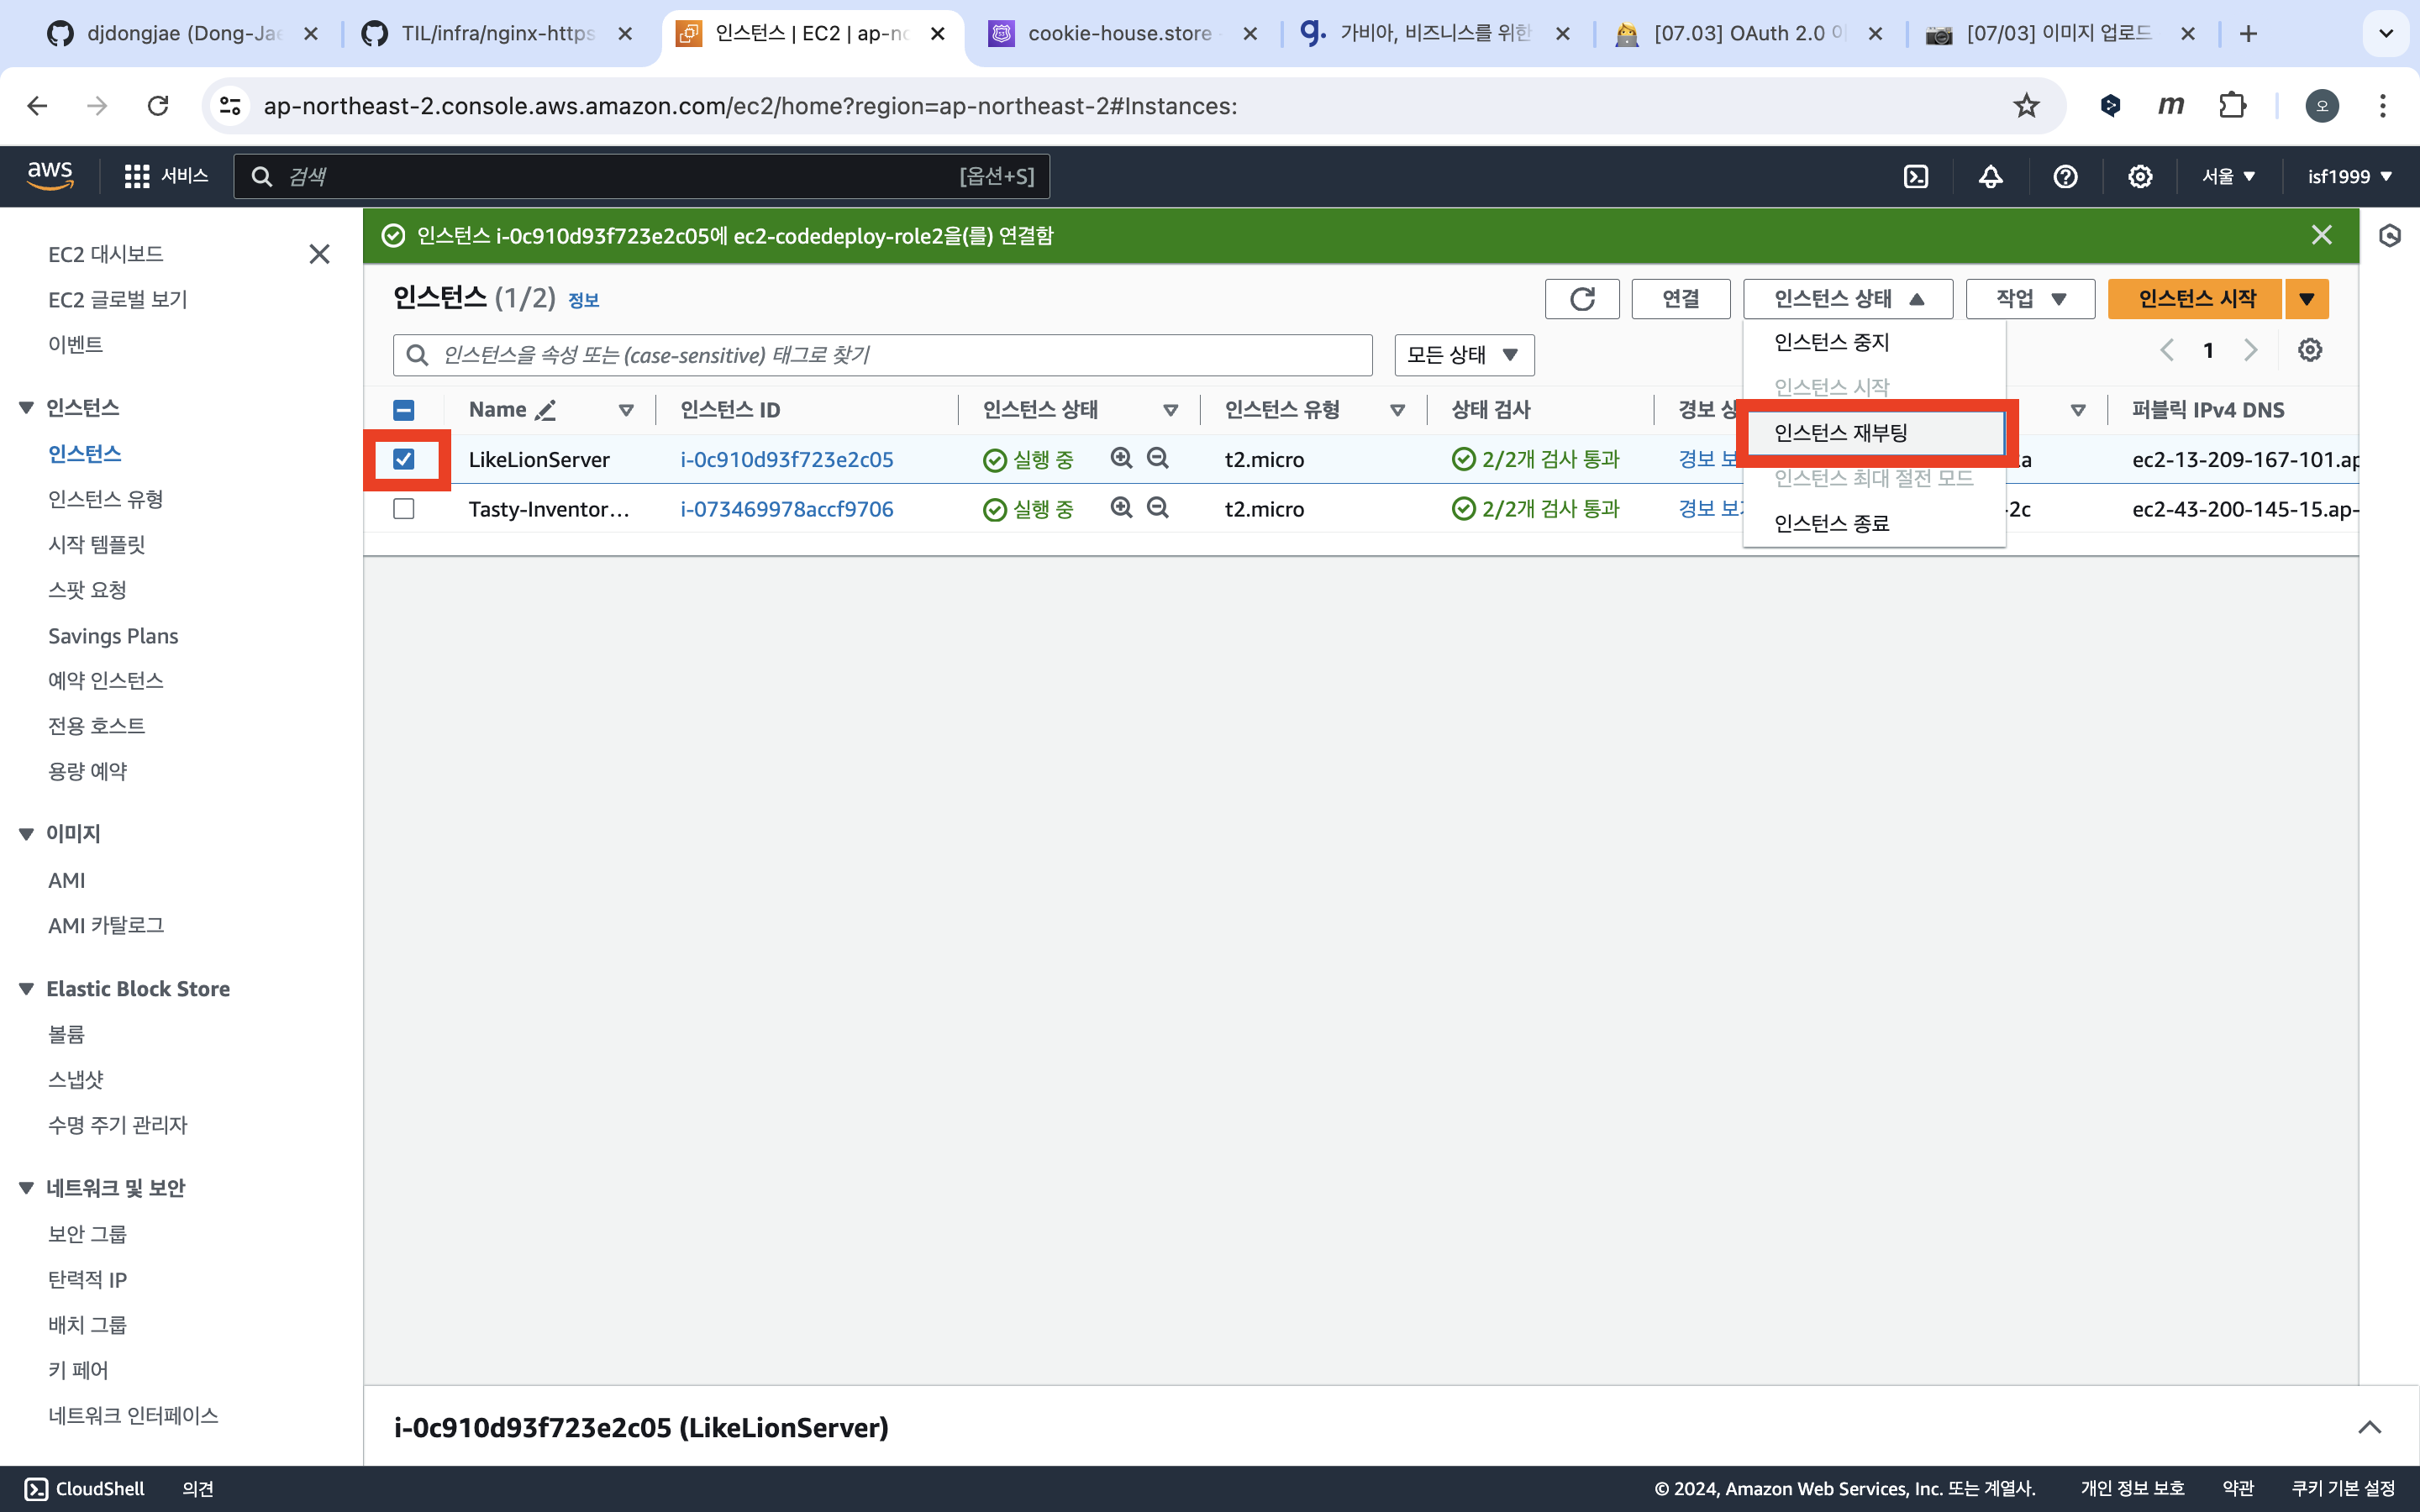 djdongjae (Dong-Jae
TIL/infra/nginx-https
인스턴스 | EC2 | ap-no
cookie-house.store
가비아, 비즈니스를 위한
[07.03] OAuth 2.0 이
[07/03] 이미지 업로드
ap-northeast-2.console.aws.amazon.com/ec2/home?region=ap-northeast-2#Instances:
m
오
aws
서비스
검색
[옵션+S]
서울
isf1999
인스턴스 i-0c910d93f723e2c05에 ec2-codedeploy-role2을(를) 연결함
EC2 대시보드
EC2 글로벌 보기
이벤트
인스턴스
인스턴스
인스턴스 유형
시작 템플릿
스팟 요청
Savings Plans
예약 인스턴스
전용 호스트
용량 예약
이미지
AMI
AMI 카탈로그
Elastic Block Store
볼륨
스냅샷
수명 주기 관리자
네트워크 및 보안
보안 그룹
탄력적 IP
배치 그룹
키 페어
네트워크 인터페이스
인스턴스 (1/2) 정보
연결
인스턴스 상태
작업
인스턴스 시작
인스턴스을 속성 또는 (case-sensitive) 태그로 찾기
모든 상태
1
인스턴스 중지
인스턴스 시작
인스턴스 재부팅
인스턴스 최대 절전 모드
인스턴스 종료
Name 인스턴스 ID 인스턴스 상태 인스턴스 유형 상태 검사 경보 상 퍼블릭 IPv4 DNS
LikeLionServer i-0c910d93f723e2c05 실행 중 t2.micro 2/2개 검사 통과 경보 보 a ec2-13-209-167-101.ap
Tasty-Inventor... i-073469978accf9706 실행 중 t2.micro 2/2개 검사 통과 경보 보기 -2c ec2-43-200-145-15.ap-
i-0c910d93f723e2c05 (LikeLionServer)
CloudShell
의견
© 2024, Amazon Web Services, Inc. 또는 계열사.
개인 정보 보호
약관
쿠키 기본 설정